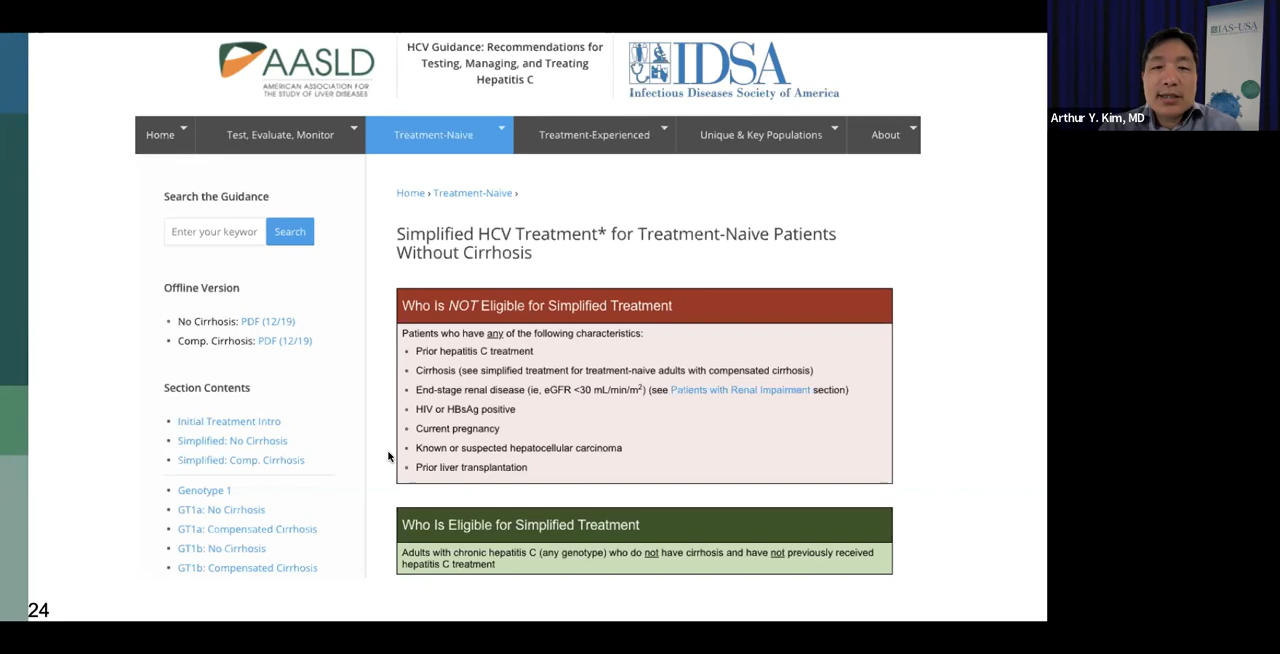 AASLD
AMERICAN ASSOCIATION FOR
THE STUDY OF LIVER DISEASES
HCV Guidance: Recommendations for
Testing, Managing, and Treating
Hepatitis C
IDSA
Infectious Diseases Society of America
IAS-USA
Arthur Y. Kim, MD
Home
Test, Evaluate, Monitor
Treatment-Naive
Treatment-Experienced
Unique & Key Populations
About
Search the Guidance
Enter your keywor
Search
Offline Version
• No Cirrhosis: PDF (12/19)
• Comp. Cirrhosis: PDF (12/19)
Section Contents
• Initial Treatment Intro
• Simplified: No Cirrhosis
• Simplified: Comp. Cirrhosis
• Genotype 1
• GT1a: No Cirrhosis
• GT1a: Compensated Cirrhosis
• GT1b: No Cirrhosis
• GT1b: Compensated Cirrhosis
Home › Treatment-Naive ›
Simplified HCV Treatment* for Treatment-Naive Patients
Without Cirrhosis
Who Is NOT Eligible for Simplified Treatment
Patients who have any of the following characteristics:
• Prior hepatitis C treatment
• Cirrhosis (see simplified treatment for treatment-naive adults with compensated cirrhosis)
• End-stage renal disease (ie, eGFR <30 mL/min/m²) (see Patients with Renal Impairment section)
• HIV or HBsAg positive
• Current pregnancy
• Known or suspected hepatocellular carcinoma
• Prior liver transplantation
Who Is Eligible for Simplified Treatment
Adults with chronic hepatitis C (any genotype) who do not have cirrhosis and have not previously received
hepatitis C treatment
24